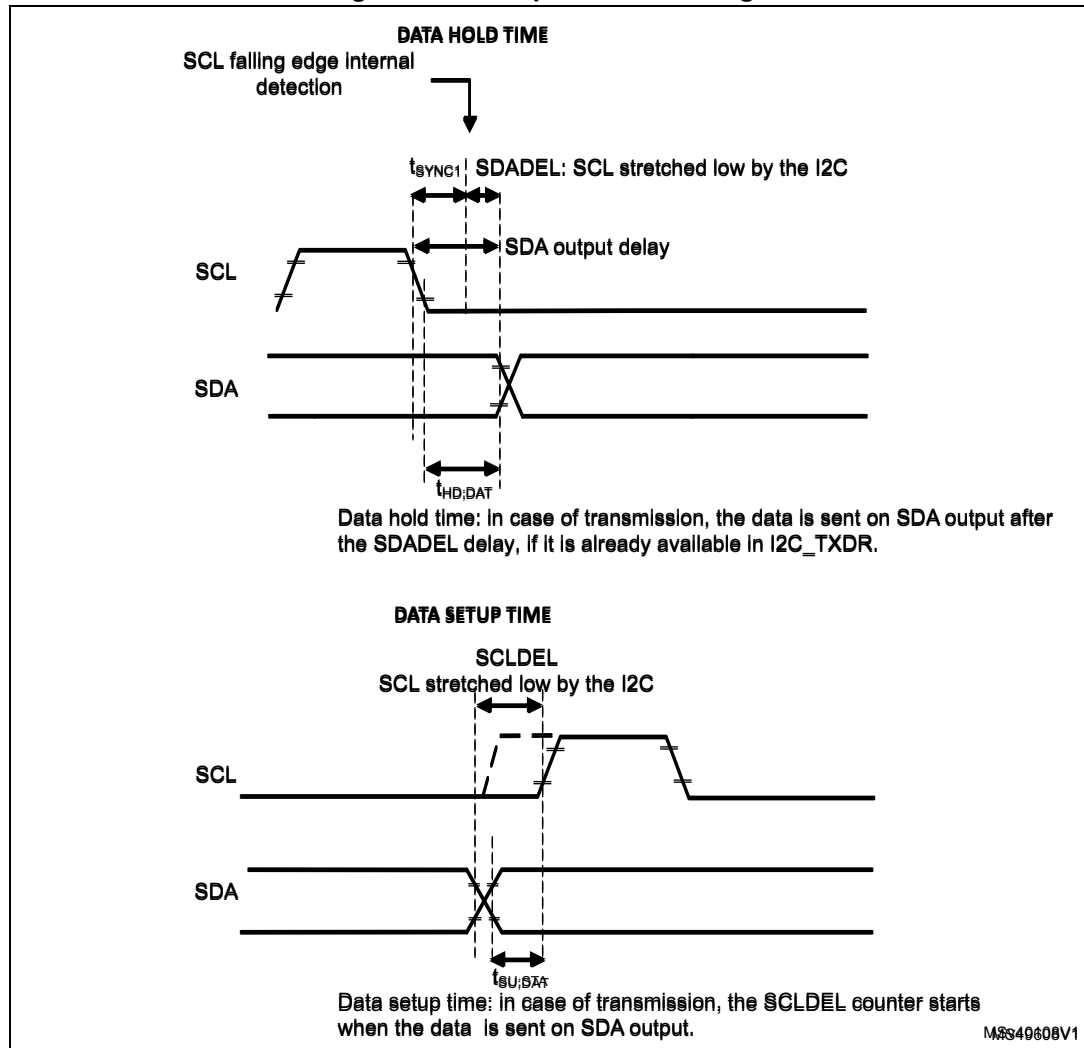 DATA HOLD TIME
SCL falling edge internal
detection
tSYNC1
SDADEL: SCL stretched low by the I2C
SDA output delay
SCL
SDA
tHD;DAT
Data hold time: in case of transmission, the data is sent on SDA output after
the SDADEL delay, if it is already available in I2C_TXDR.
DATA SETUP TIME
SCLDEL
SCL stretched low by the I2C
SCL
SDA
Data setup time: in case of transmission, the SCLDEL counter starts
when the data is sent on SDA output.